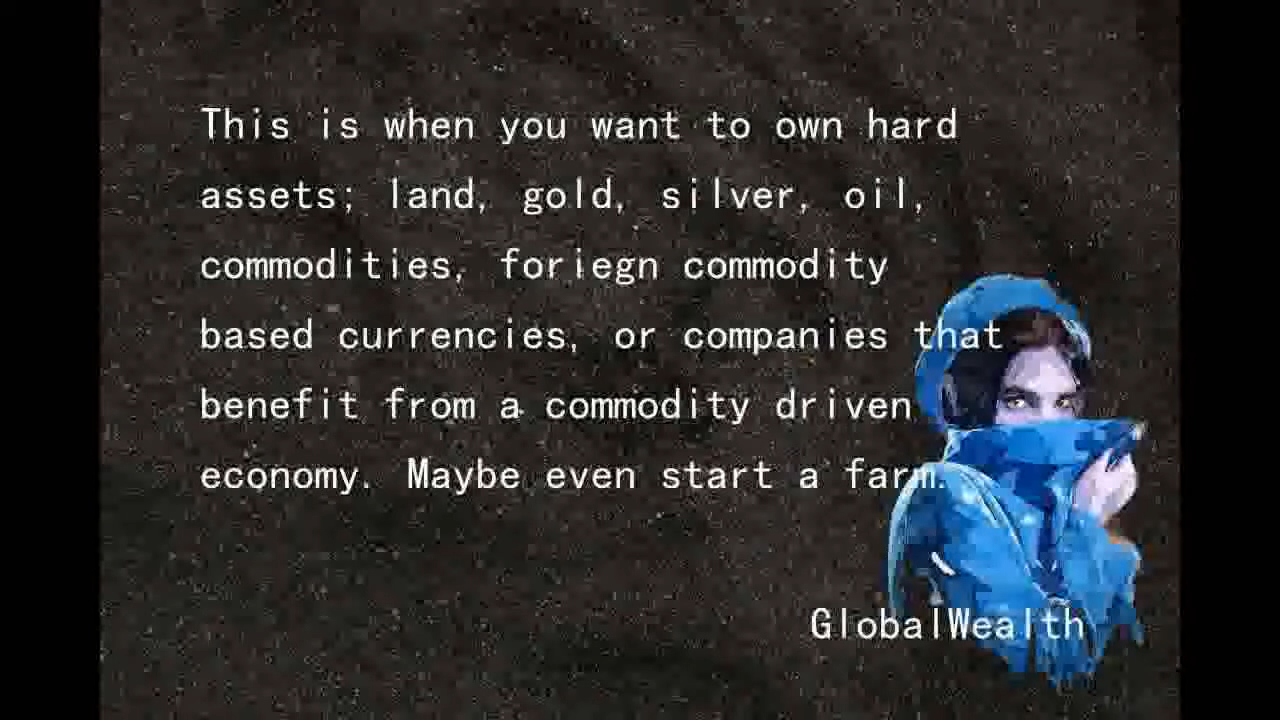 This is when you want to own hard
assets; land, gold, silver, oil,
commodities, foriegn commodity
based currencies, or companies that
benefit from a commodity driven
economy. Maybe even start a farm.
GlobalWealth